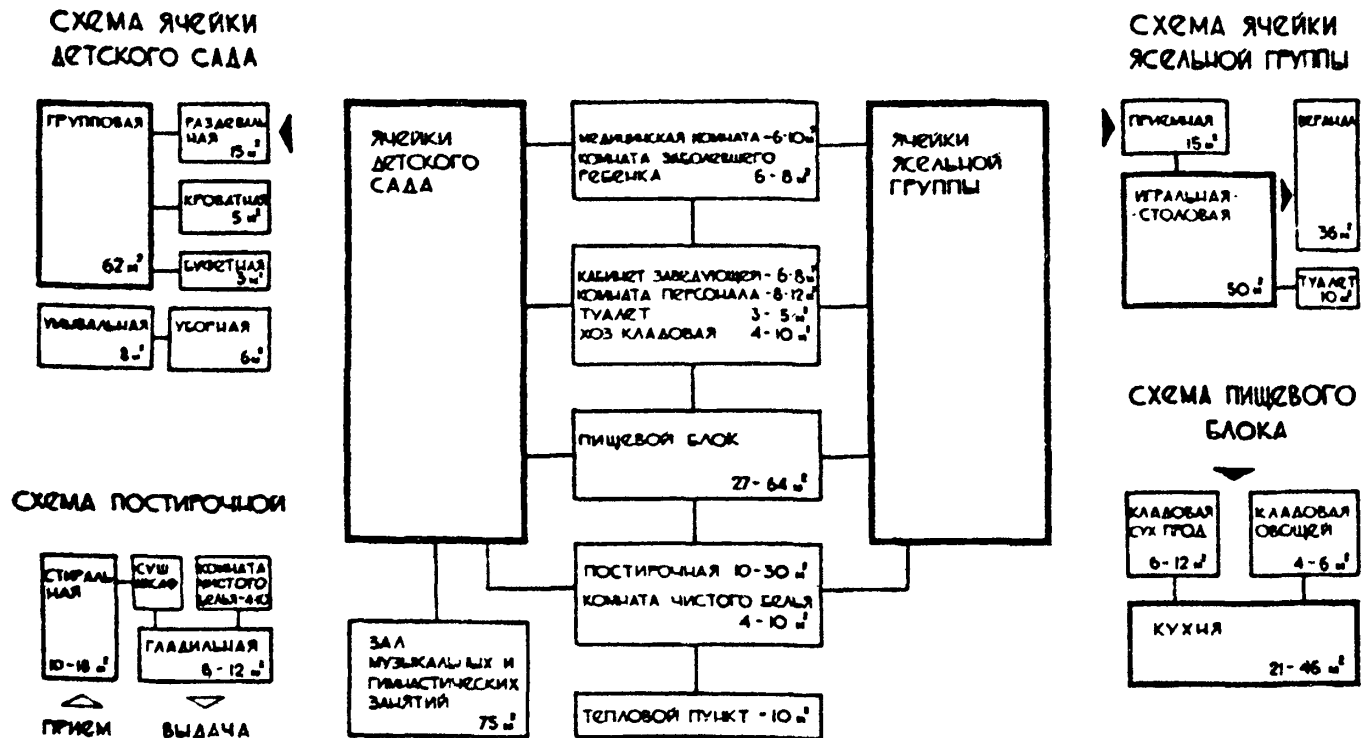 СХЕМА ЯЧЕЙКИ
ДЕТСКОГО САДА
ГРУППОВАЯ
62 м²
РАЗДЕВАЛЬ
НАЯ
15 м²
КРОВАТНАЯ
5 м²
БУФЕТНАЯ
3 м²
УМЫВАЛЬНАЯ
8 м²
УБОРНАЯ
6 м²
СХЕМА ПОСТИРОЧНОЙ
СТИРАЛЬ
НАЯ
10-18 м²
СУШ
ШКАФ
КОМНАТА
ЧИСТОГО
БЕЛЬЯ-4-10
ГЛАДИЛЬНАЯ
8-12 м²
ПРИЕМ
ВЫДАЧА
ЯЧЕЙКИ
ДЕТСКОГО
САДА
МЕДИЦИНСКАЯ КОМНАТА-6-10 м²
КОМНАТА ЗАБОЛЕВШЕГО
РЕБЕНКА 6-8 м²
КАБИНЕТ ЗАВЕДУЮЩЕЙ-6-8 м²
КОМНАТА ПЕРСОНАЛА-8-12 м²
ТУАЛЕТ 3-5 м²
ХОЗ КЛАДОВАЯ 4-10 м²
ПИЩЕВОЙ БЛОК
27-64 м²
ПОСТИРОЧНАЯ 10-30 м²
КОМНАТА ЧИСТОГО БЕЛЬЯ
4-10 м²
ЗАЛ
МУЗЫКАЛЬНЫХ И
ГИМНАСТИЧЕСКИХ
ЗАНЯТИЙ
75 м²
ТЕПЛОВОЙ ПУНКТ -10 м²
ЯЧЕЙКИ
ЯСЕЛЬНОЙ
ГРУППЫ
СХЕМА ЯЧЕЙКИ
ЯСЕЛЬНОЙ ГРУППЫ
ПРИЕМНАЯ
15 м²
ВЕРАНДА
36 м²
ИГРАЛЬНАЯ-
-СТОЛОВАЯ
50 м²
ТУАЛЕТ
10 м²
СХЕМА ПИЩЕВОГО
БЛОКА
КЛАДОВАЯ
СУХ ПРОД
6-12 м²
КЛАДОВАЯ
ОВОЩЕЙ
4-6 м²
КУХНЯ
21-46 м²